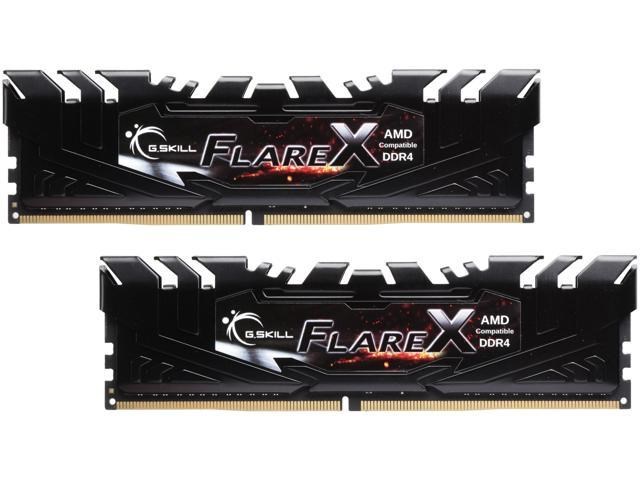 G.SKILL FLARE X AMD
Compatible
DDR4
G.SKILL FLARE X AMD
Compatible
DDR4